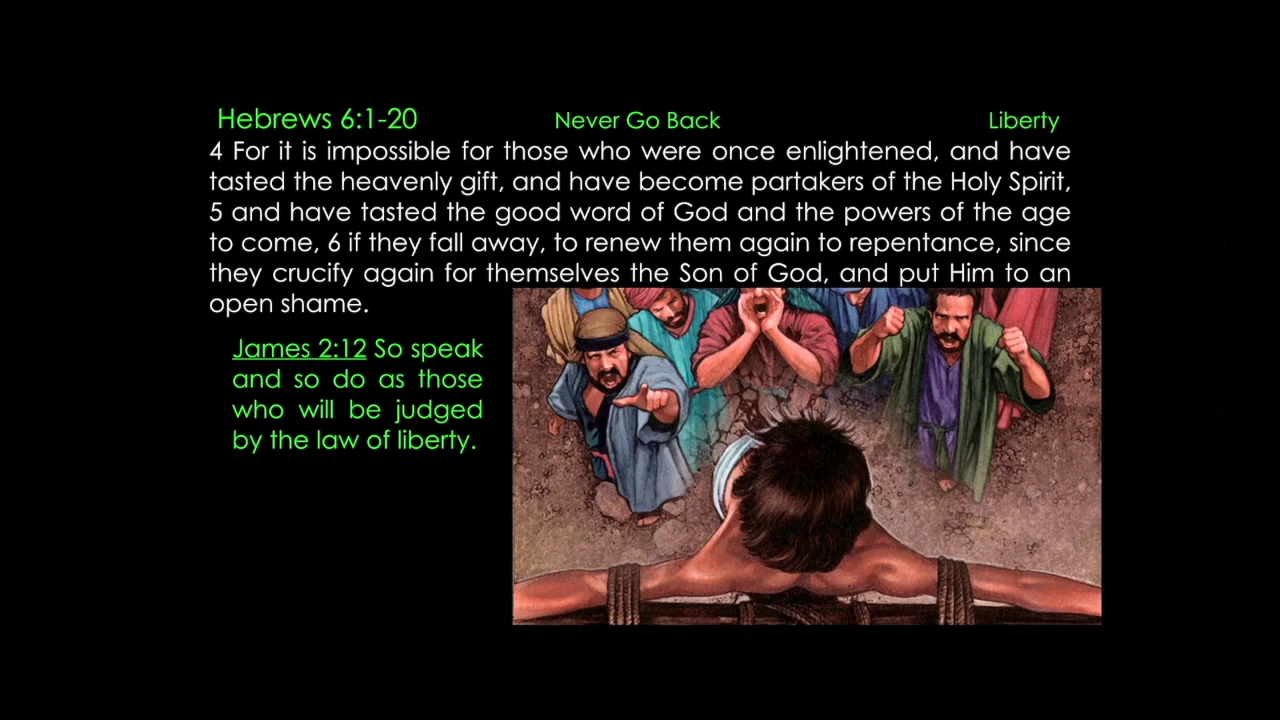 Hebrews 6:1-20 Never Go Back Liberty
4 For it is impossible for those who were once enlightened, and have
tasted the heavenly gift, and have become partakers of the Holy Spirit,
5 and have tasted the good word of God and the powers of the age
to come, 6 if they fall away, to renew them again to repentance, since
they crucify again for themselves the Son of God, and put Him to an
open shame.
James 2:12 So speak
and so do as those
who will be judged
by the law of liberty.